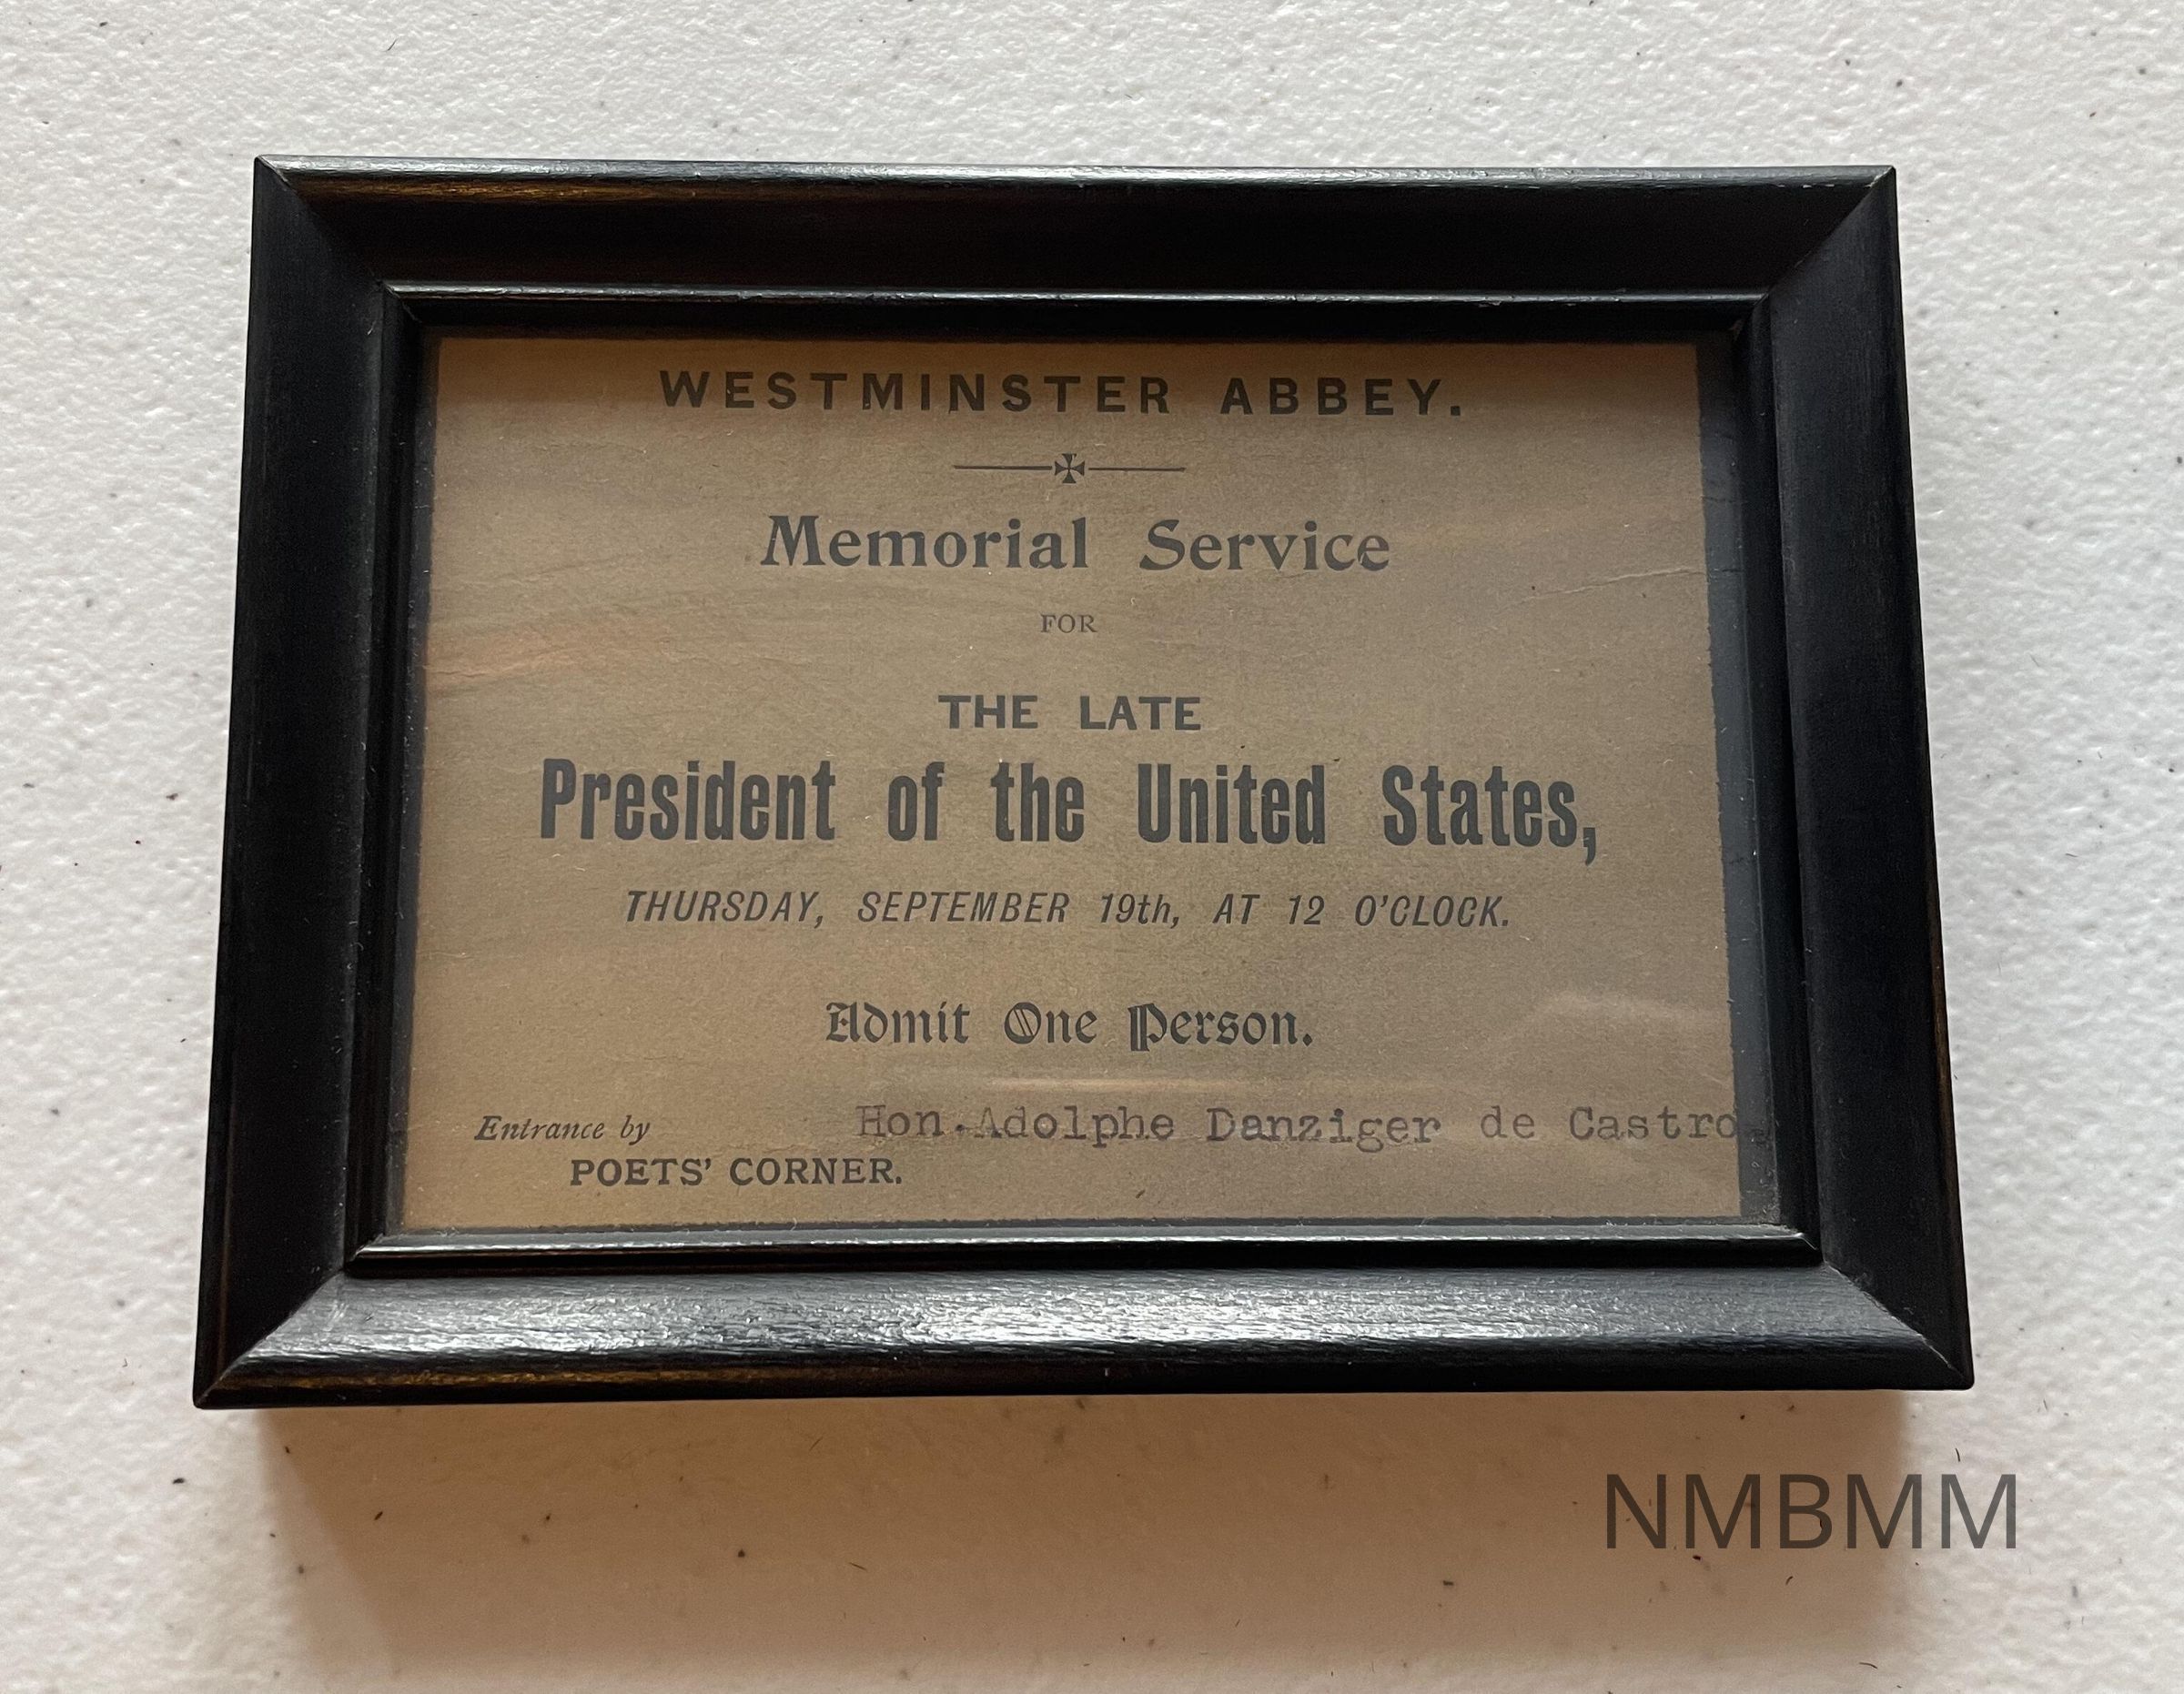 WESTMINSTER ABBEY.
Memorial Service
FOR
THE LATE
President of the United States,
THURSDAY, SEPTEMBER 19th, AT 12 O'CLOCK.
Admit One Person.
Hon. Adolphe Danziger de Castro.
Entrance by
POETS' CORNER.
NMBMM